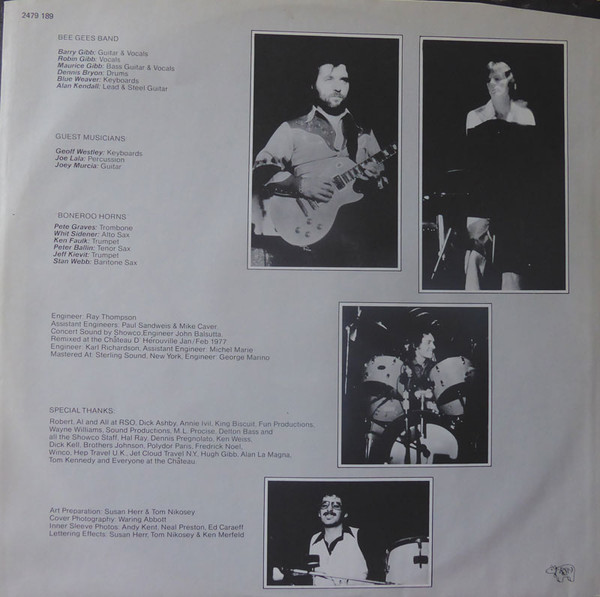 2479 189
BEE GEES BAND
Barry Gibb: Guitar & Vocals
Robin Gibb: Vocals
Maurice Gibb: Bass Guitar & Vocals
Dennis Bryon: Drums
Blue Weaver: Keyboards
Alan Kendall: Lead & Steel Guitar
GUEST MUSICIANS
Geoff Westley: Keyboards
Joe Lala: Percussion
Joey Murcia: Guitar
BONEROO HORNS
Pete Graves: Trombone
Whit Sidener: Alto Sax
Ken Faulk: Trumpet
Peter Ballin: Tenor Sax
Jeff Kievit: Trumpet
Stan Webb: Baritone Sax
Engineer: Ray Thompson
Assistant Engineers: Paul Sandweis & Mike Caver
Concert Sound by Showco, Engineer John Balsutta
Remixed at the Château D Hérouville Jan/Feb 1977
Engineer: Karl Richardson, Assistant Engineer: Michel Marie
Mastered At: Sterling Sound, New York, Engineer: George Marino
SPECIAL THANKS:
Robert, Al and All at RSO, Dick Ashby, Annie Ivil, King Biscuit, Fun Productions,
Wayne Williams, Sound Productions, M.L. Procise, Delton Bass and
all the Showco Staff, Hal Ray, Dennis Pregnolato, Ken Weiss,
Dick Kell, Brothers Johnson, Polydor Paris, Fredrick Noel,
Winco, Hep Travel U.K., Jet Cloud Travel N.Y., Hugh Gibb, Alan La Magna,
Tom Kennedy and Everyone at the Château
Art Preparation: Susan Herr & Tom Nikosey
Cover Photography: Waring Abbott
Inner Sleeve Photos: Andy Kent, Neal Preston, Ed Caraeff
Lettering Effects: Susan Herr, Tom Nikosey & Ken Merfeld